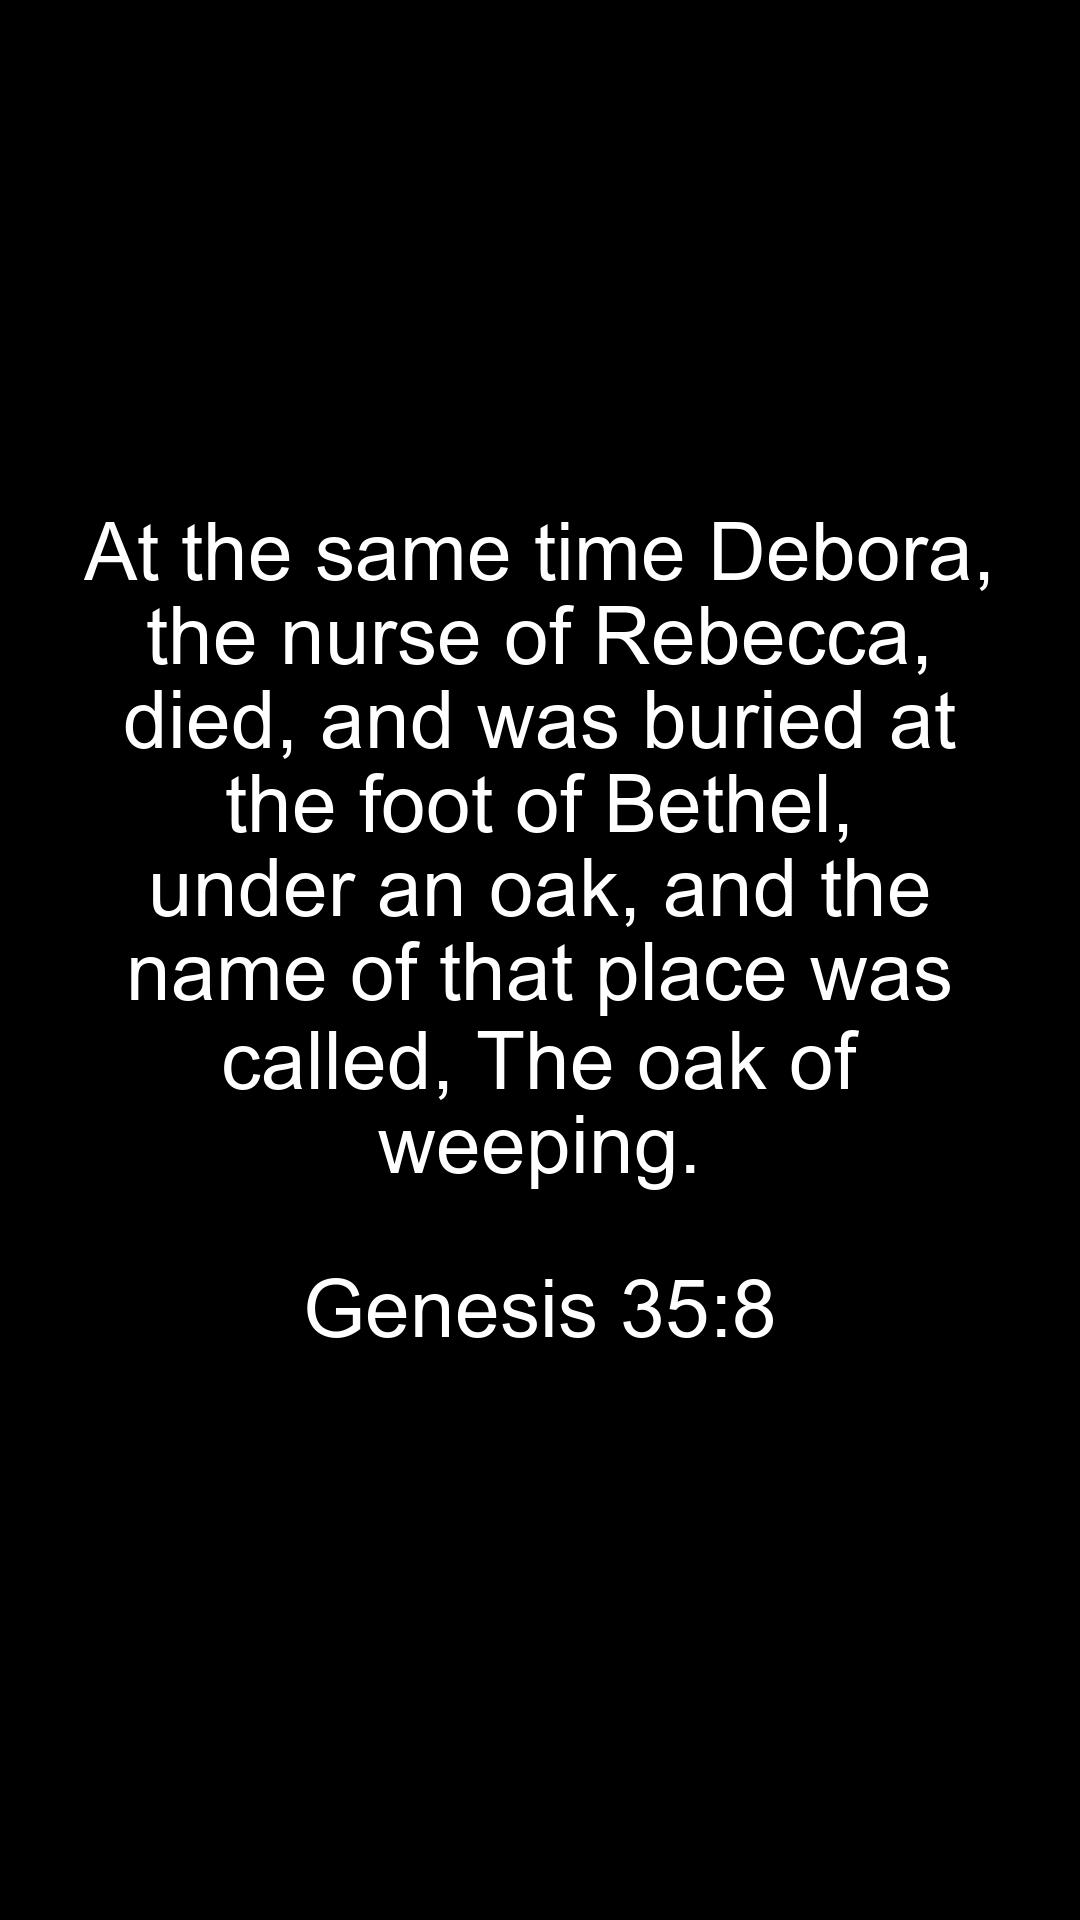 At the same time Debora,
the nurse of Rebecca,
died, and was buried at
the foot of Bethel,
under an oak, and the
name of that place was
called, The oak of
weeping.
Genesis 35:8